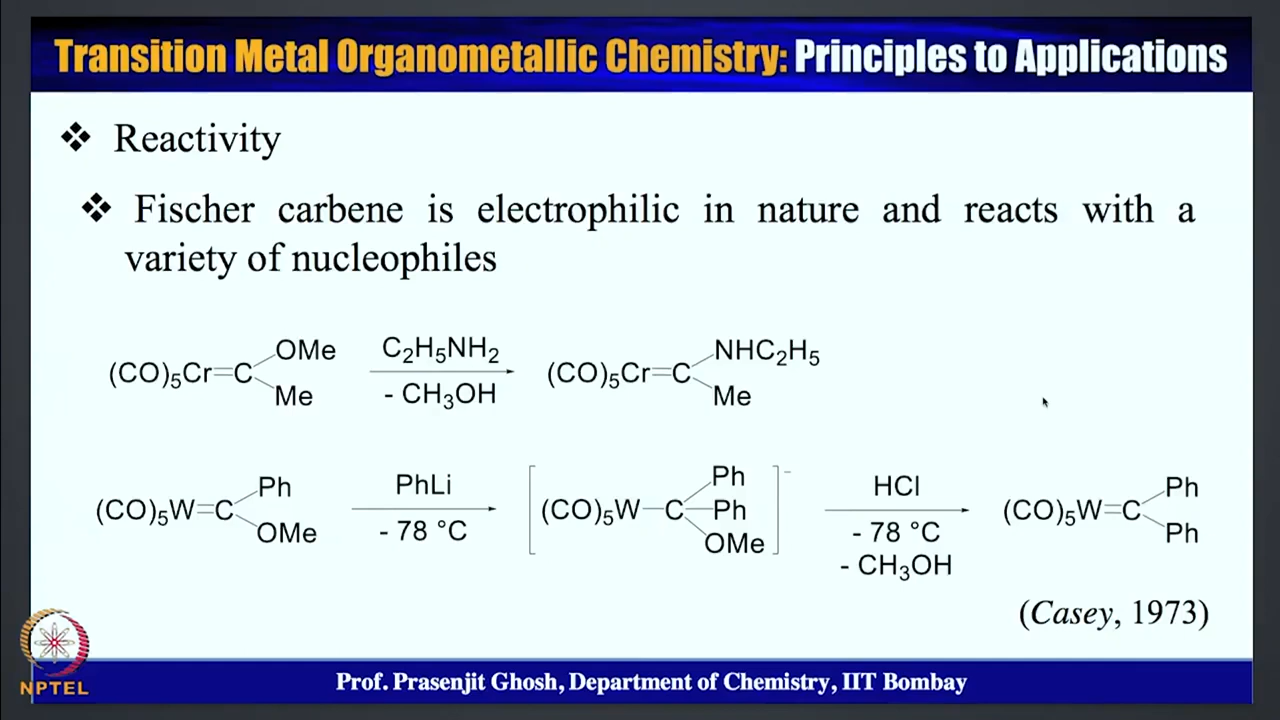 Transition Metal Organometallic Chemistry: Principles to Applications
❖ Reactivity
❖ Fischer carbene is electrophilic in nature and reacts with a
variety of nucleophiles
(CO)₅Cr=C OMe Me C₂H₅NH₂ - CH₃OH (CO)₅Cr=C NHC₂H₅ Me
(CO)₅W=C Ph OMe PhLi - 78 °C [(CO)₅W-C Ph Ph OMe]⁻ HCl - 78 °C - CH₃OH (CO)₅W=C Ph Ph
(Casey, 1973)
NPTEL
Prof. Prasenjit Ghosh, Department of Chemistry, IIT Bombay